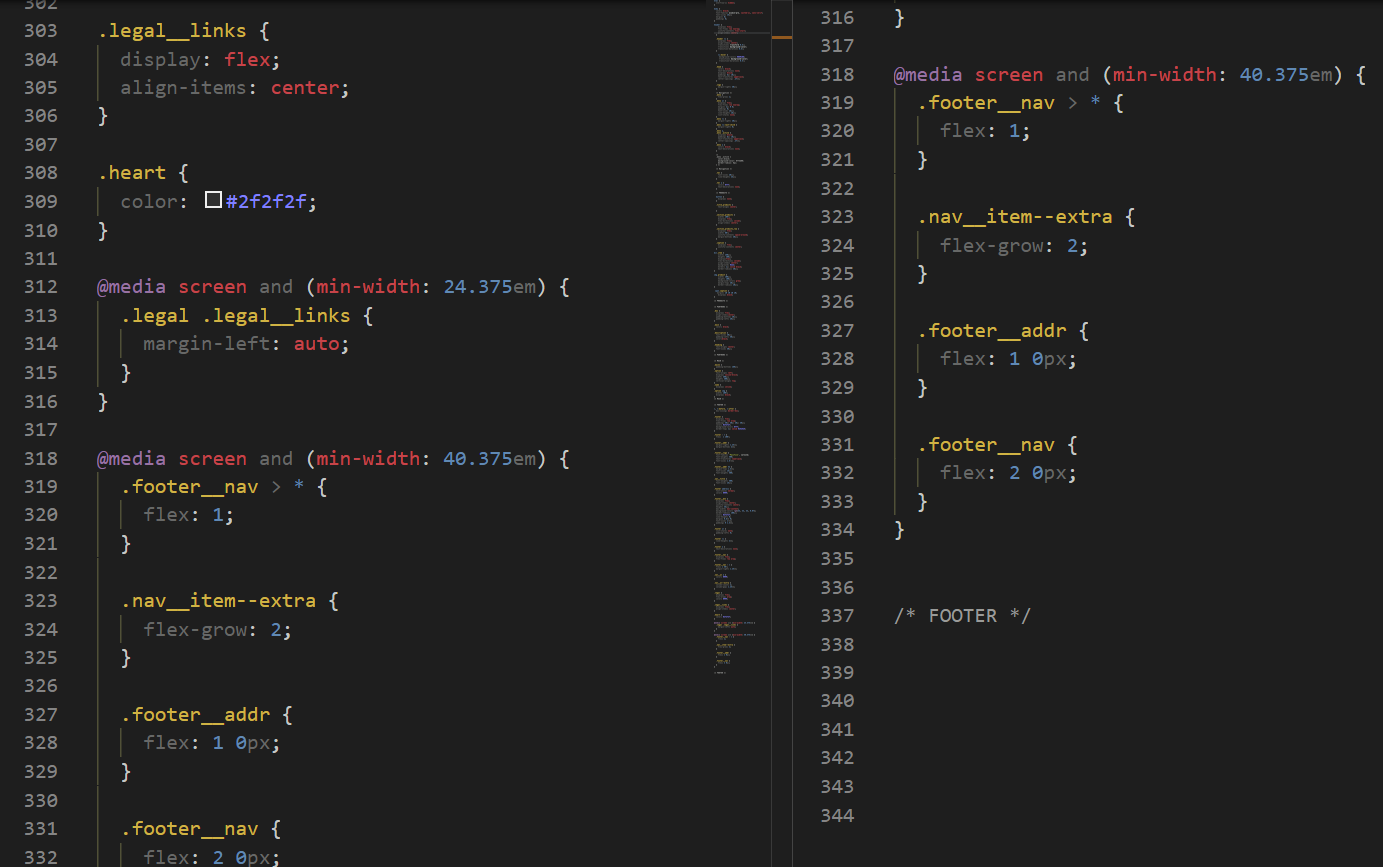 302
303 .legal__links {
304 display: flex;
305 align-items: center;
306 }
307
308 .heart {
309 color: #2f2f2f;
310 }
311
312 @media screen and (min-width: 24.375em) {
313 .legal .legal__links {
314 margin-left: auto;
315 }
316 }
317
318 @media screen and (min-width: 40.375em) {
319 .footer__nav > * {
320 flex: 1;
321 }
322
323 .nav__item--extra {
324 flex-grow: 2;
325 }
326
327 .footer__addr {
328 flex: 1 0px;
329 }
330
331 .footer__nav {
332 flex: 2 0px;
316 }
317
318 @media screen and (min-width: 40.375em) {
319 .footer__nav > * {
320 flex: 1;
321 }
322
323 .nav__item--extra {
324 flex-grow: 2;
325 }
326
327 .footer__addr {
328 flex: 1 0px;
329 }
330
331 .footer__nav {
332 flex: 2 0px;
333 }
334 }
335
336
337 /* FOOTER */
338
339
340
341
342
343
344